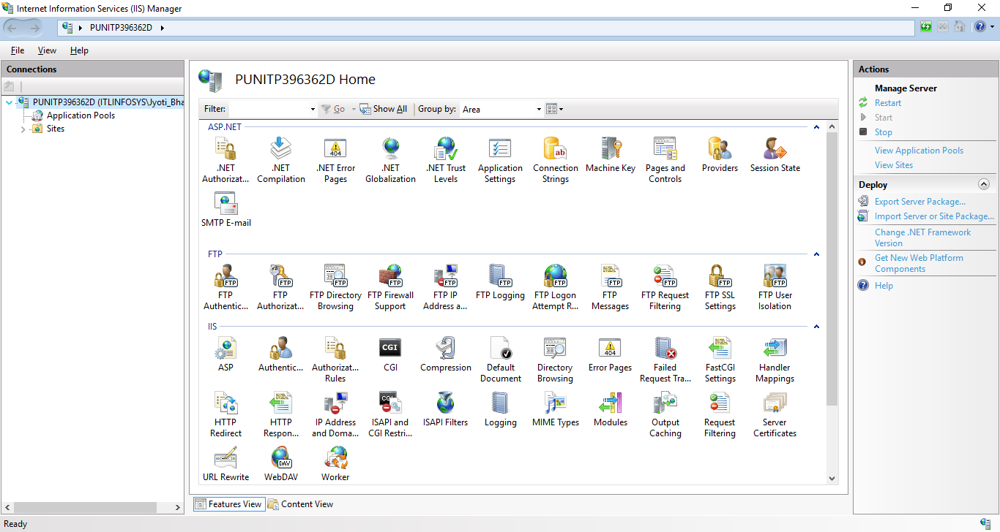 Internet Information Services (IIS) Manager
PUNITP396362D
File View Help
Connections
PUNITP396362D (ITLINFOSYS\Jyoti_Bha
Application Pools
Sites
PUNITP396362D Home
Filter: Go Show All Group by: Area
ASP.NET
.NET Authorizat...
.NET Compilation
.NET Error Pages
.NET Globalization
.NET Trust Levels
Application Settings
Connection Strings
Machine Key
Pages and Controls
Providers
Session State
SMTP E-mail
FTP
FTP Authentic...
FTP Authorizat...
FTP Directory Browsing
FTP Firewall Support
FTP IP Address a...
FTP Logging
FTP Logon Attempt R...
FTP Messages
FTP Request Filtering
FTP SSL Settings
FTP User Isolation
IIS
ASP
Authentic...
Authorizat... Rules
CGI
Compression
Default Document
Directory Browsing
Error Pages
Failed Request Tra...
FastCGI Settings
Handler Mappings
HTTP Redirect
HTTP Respon...
IP Address and Doma...
ISAPI and CGI Restri...
ISAPI Filters
Logging
MIME Types
Modules
Output Caching
Request Filtering
Server Certificates
URL Rewrite
WebDAV
Worker
Features View
Content View
Actions
Manage Server
Restart
Start
Stop
View Application Pools
View Sites
Deploy
Export Server Package...
Import Server or Site Package...
Change .NET Framework
Version
Get New Web Platform
Components
Help
Ready